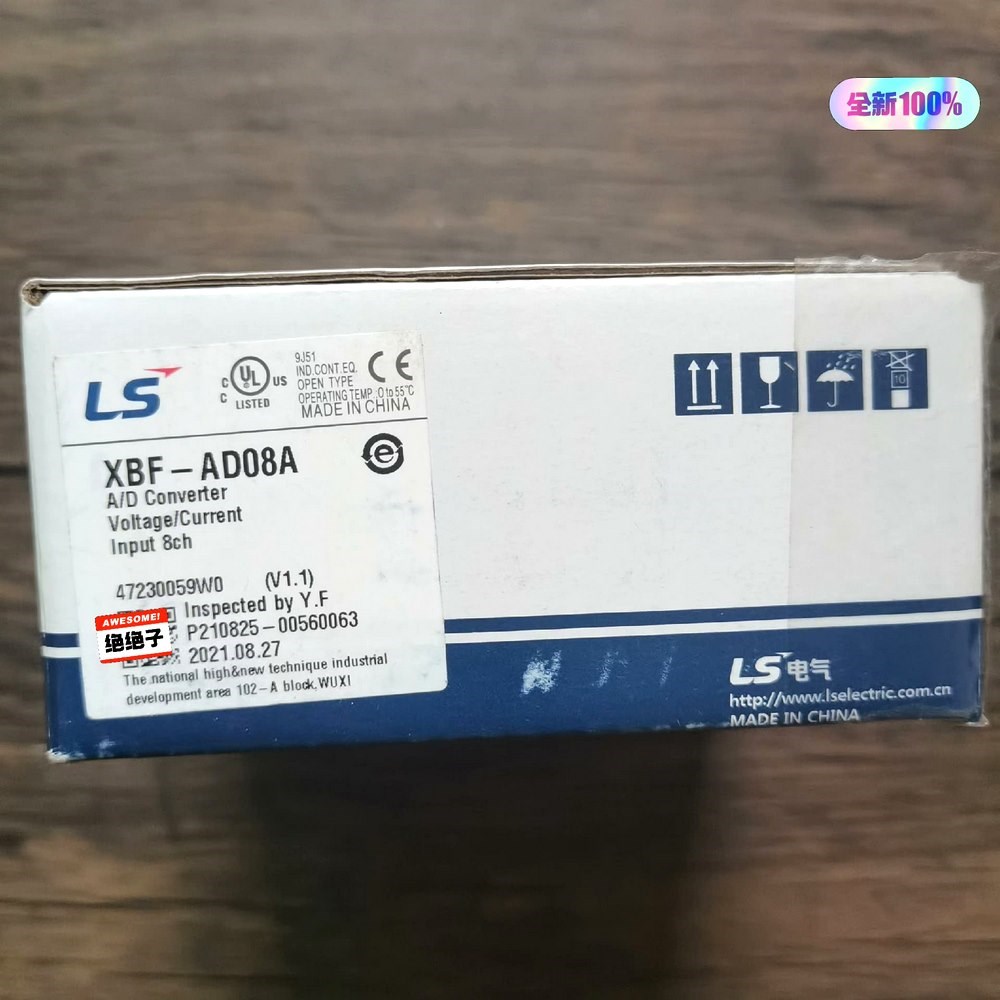 全新100%
LS
C UL US
C LISTED
9J51
IND.CONT.EQ.
OPEN TYPE
OPERATING TEMP ;0 to 55℃
MADE IN CHINA
CE
XBF-AD08A
e
A/D Converter
Voltage/Current
Input 8ch
47230059W0 (V1.1)
Inspected by Y.F
AWESOME!
绝绝子
P210825-00560063
2021.08.27
The national high&new technique industrial
development area 102-A block,WUXI
10
LS 电气
http://www.lselectric.com.cn
MADE IN CHINA